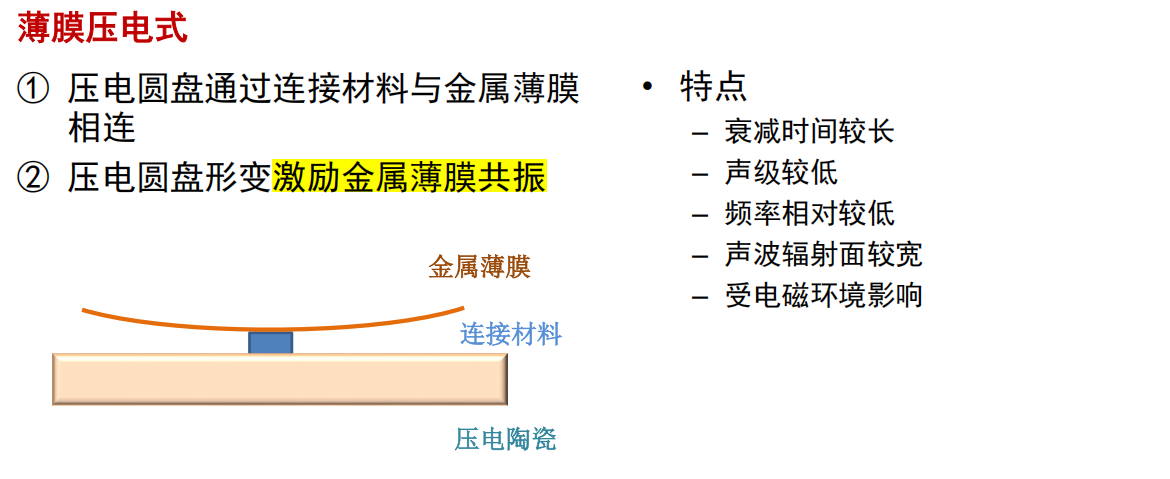 薄膜压电式
① 压电圆盘通过连接材料与金属薄膜
相连
② 压电圆盘形变激励金属薄膜共振
金属薄膜
连接材料
压电陶瓷
• 特点
– 衰减时间较长
– 声级较低
– 频率相对较低
– 声波辐射面较宽
– 受电磁环境影响